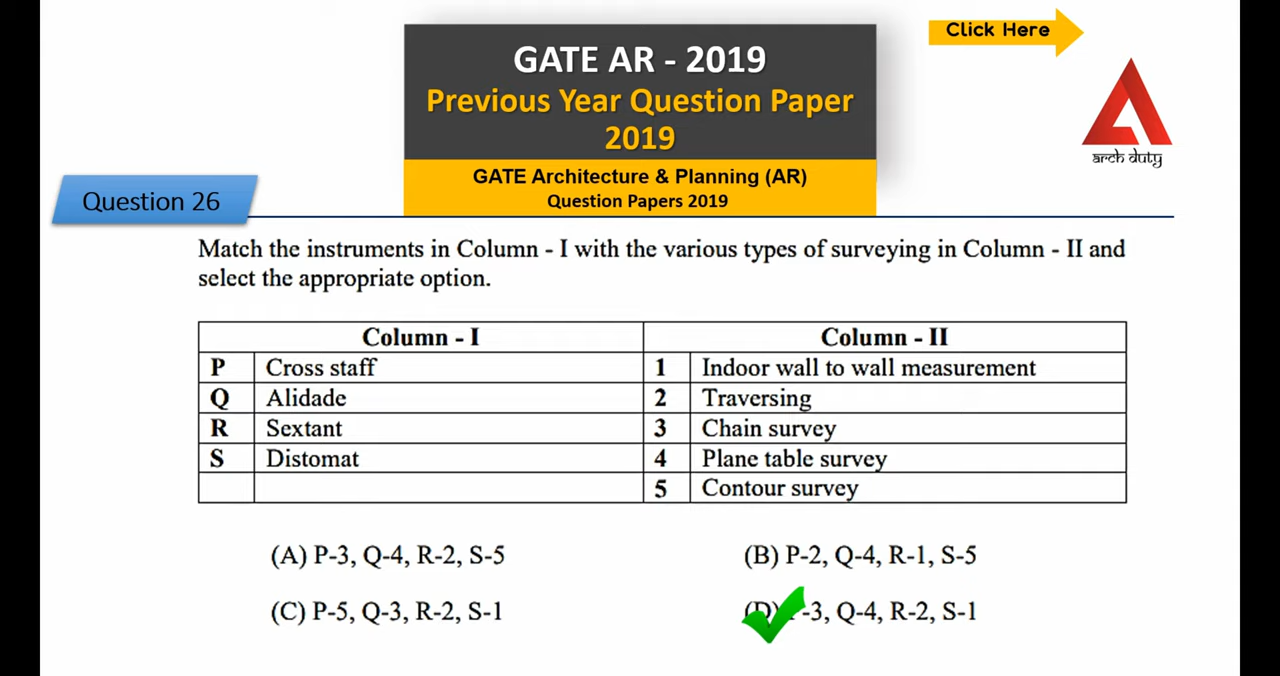 Click Here
GATE AR - 2019
Previous Year Question Paper
2019
GATE Architecture & Planning (AR)
Question Papers 2019
arch duty
Question 26
Match the instruments in Column - I with the various types of surveying in Column - II and
select the appropriate option.
Column - I Column - II
P Cross staff 1 Indoor wall to wall measurement
Q Alidade 2 Traversing
R Sextant 3 Chain survey
S Distomat 4 Plane table survey
5 Contour survey
(A) P-3, Q-4, R-2, S-5 (B) P-2, Q-4, R-1, S-5
(C) P-5, Q-3, R-2, S-1 (D) P-3, Q-4, R-2, S-1